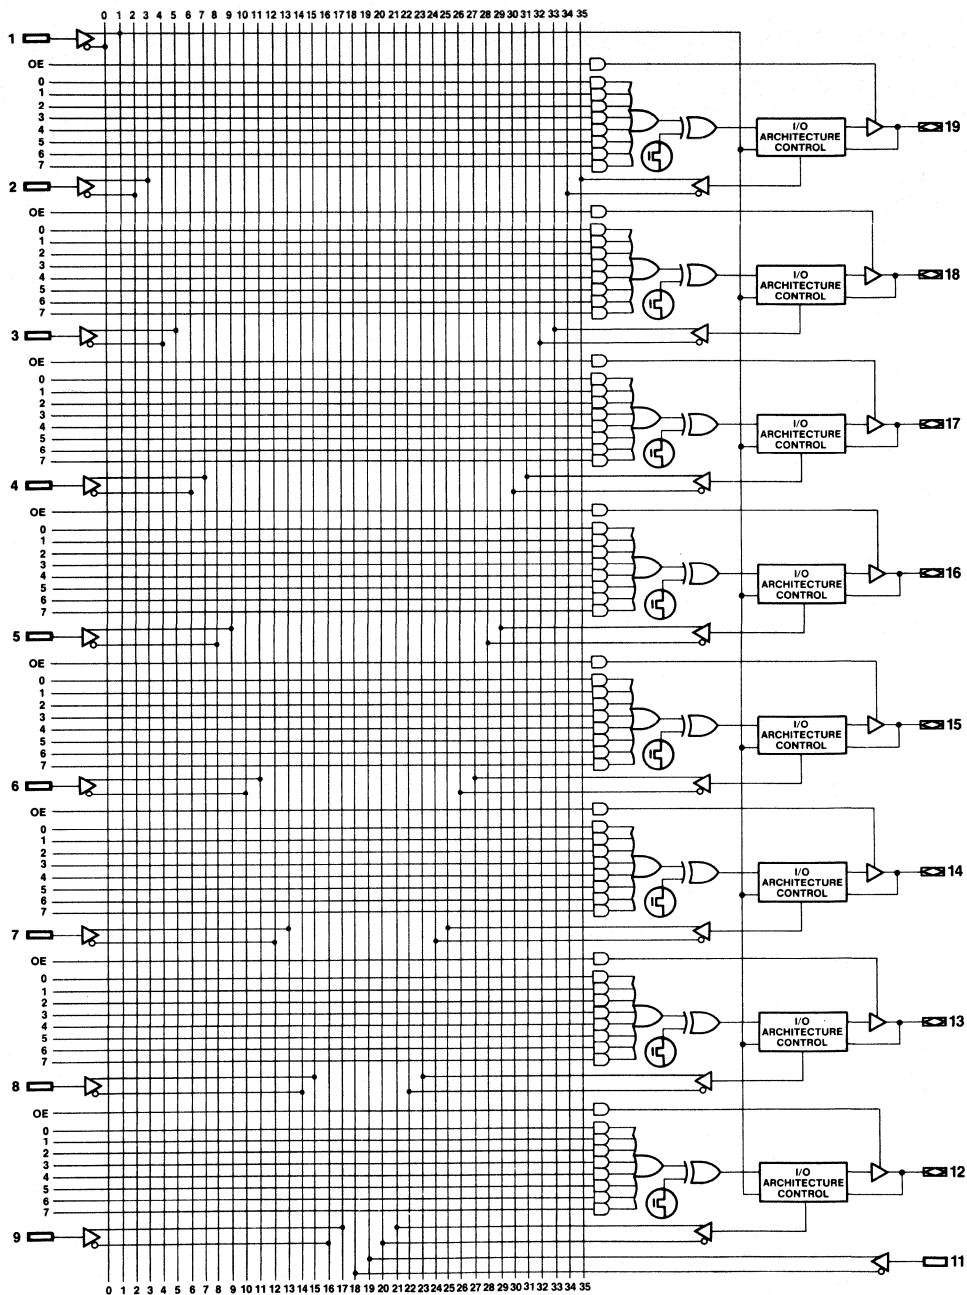 0 1 2 3 4 5 6 7 8 9 10 11 12 13 14 15 16 17 18 19 20 21 22 23 24 25 26 27 28 29 30 31 32 33 34 35
1
OE
0
1
2
3
4
5
6
7
I/O
ARCHITECTURE
CONTROL
19
2
OE
0
1
2
3
4
5
6
7
I/O
ARCHITECTURE
CONTROL
18
3
OE
0
1
2
3
4
5
6
7
I/O
ARCHITECTURE
CONTROL
17
4
OE
0
1
2
3
4
5
6
7
I/O
ARCHITECTURE
CONTROL
16
5
OE
0
1
2
3
4
5
6
7
I/O
ARCHITECTURE
CONTROL
15
6
OE
0
1
2
3
4
5
6
7
I/O
ARCHITECTURE
CONTROL
14
7
OE
0
1
2
3
4
5
6
7
I/O
ARCHITECTURE
CONTROL
13
8
OE
0
1
2
3
4
5
6
7
I/O
ARCHITECTURE
CONTROL
12
9
11
0 1 2 3 4 5 6 7 8 9 10 11 12 13 14 15 16 17 18 19 20 21 22 23 24 25 26 27 28 29 30 31 32 33 34 35